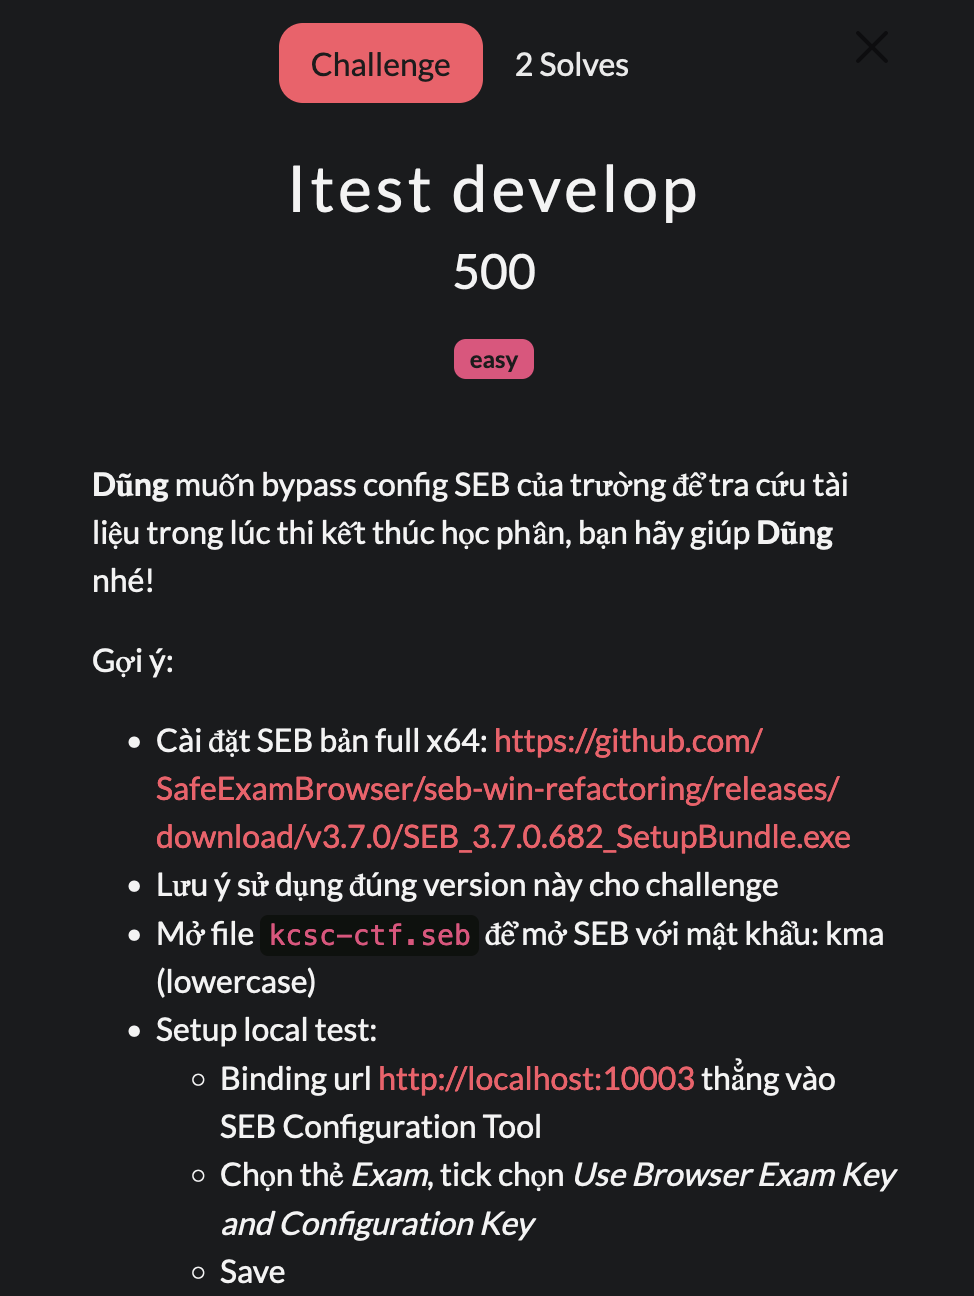 Challenge
2 Solves
Itest develop
500
easy
Dũng muốn bypass config SEB của trường để tra cứu tài
liệu trong lúc thi kết thúc học phần, bạn hãy giúp Dũng
nhé!
Gợi ý:
• Cài đặt SEB bản full x64: https://github.com/
SafeExamBrowser/seb-win-refactoring/releases/
download/v3.7.0/SEB_3.7.0.682_SetupBundle.exe
• Lưu ý sử dụng đúng version này cho challenge
• Mở file kcsc-ctf.seb để mở SEB với mật khẩu: kma
(lowercase)
• Setup local test:
◦ Binding url http://localhost:10003 thẳng vào
SEB Configuration Tool
◦ Chọn thẻ Exam, tick chọn Use Browser Exam Key
and Configuration Key
◦ Save